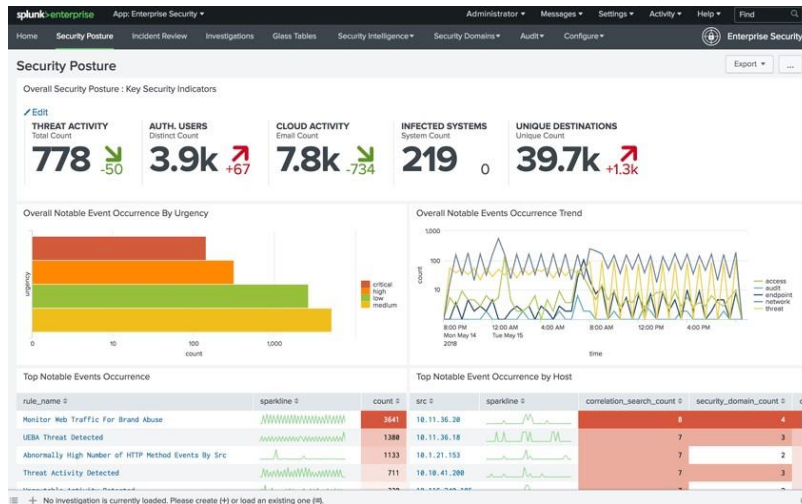 splunk>enterprise App: Enterprise Security Administrator Messages Settings Activity Help Find
Home Security Posture Incident Review Investigations Glass Tables Security Intelligence Security Domains Audit Configure Enterprise Security
Security Posture
Export ...
Overall Security Posture : Key Security Indicators
Edit
THREAT ACTIVITY AUTH. USERS CLOUD ACTIVITY INFECTED SYSTEMS UNIQUE DESTINATIONS
Total Count Distinct Count Email Count System Count Unique Count
778 -50 3.9k +67 7.8k -734 219 0 39.7k +1.3k
Overall Notable Event Occurrence By Urgency
urgency
critical
high
low
medium
0 10 100 1,000
count
Overall Notable Events Occurrence Trend
1,000
100
10
count
access
audit
endpoint
network
threat
8:00 PM 12:00 AM 4:00 AM 8:00 AM 12:00 PM 4:00 PM
Mon May 14 Tue May 15
2018
time
Top Notable Events Occurrence
rule_name sparkline count
Monitor Web Traffic For Brand Abuse 3641
UEBA Threat Detected 1380
Abnormally High Number of HTTP Method Events By Src 1133
Threat Activity Detected 711
Top Notable Event Occurrence by Host
src sparkline correlation_search_count security_domain_count
10.11.36.20 8 4
10.11.36.18 7 3
10.1.21.153 7 2
10.10.41.200 7 3
No investigation is currently loaded. Please create (+) or load an existing one